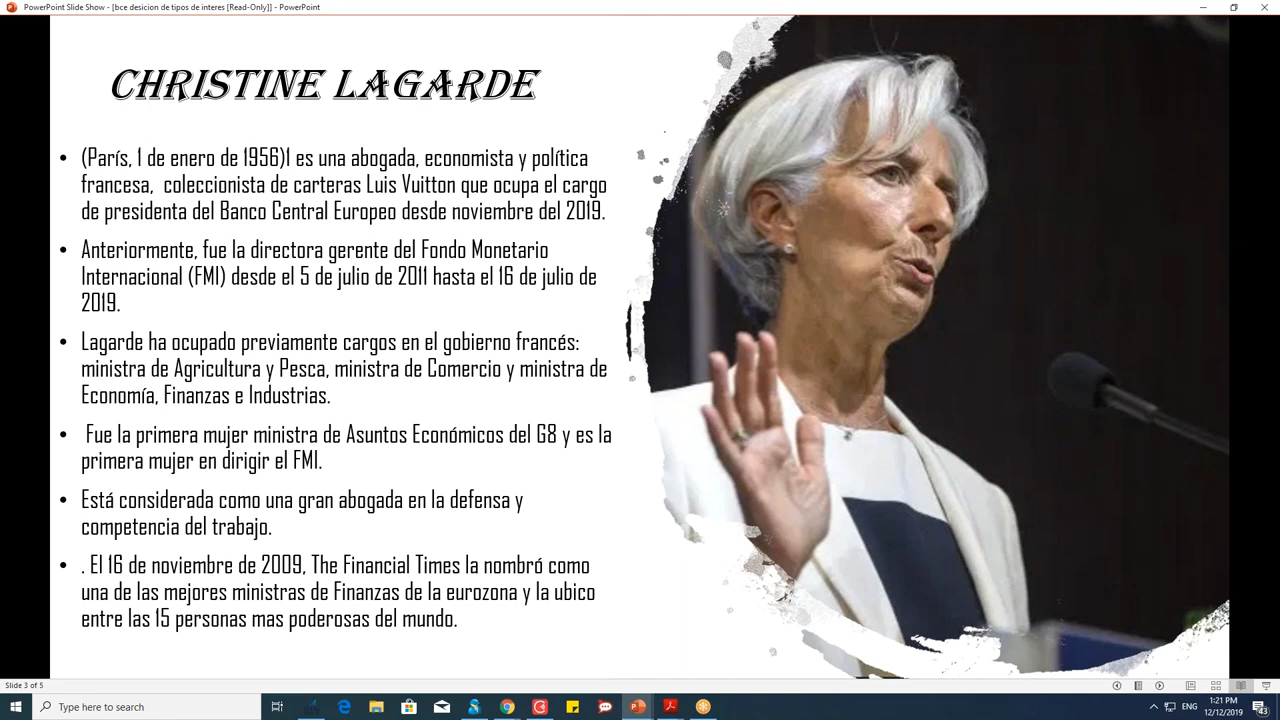 PowerPoint Slide Show - [bce desicion de tipos de interes [Read-Only]] - PowerPoint
CHRISTINE LAGARDE
• (París, 1 de enero de 1956)1 es una abogada, economista y política
francesa, coleccionista de carteras Luis Vuitton que ocupa el cargo
de presidenta del Banco Central Europeo desde noviembre del 2019.
• Anteriormente, fue la directora gerente del Fondo Monetario
Internacional (FMI) desde el 5 de julio de 2011 hasta el 16 de julio de
2019.
• Lagarde ha ocupado previamente cargos en el gobierno francés:
ministra de Agricultura y Pesca, ministra de Comercio y ministra de
Economía, Finanzas e Industrias.
• Fue la primera mujer ministra de Asuntos Económicos del G8 y es la
primera mujer en dirigir el FMI.
• Está considerada como una gran abogada en la defensa y
competencia del trabajo.
• . El 16 de noviembre de 2009, The Financial Times la nombró como
una de las mejores ministras de Finanzas de la eurozona y la ubico
entre las 15 personas mas poderosas del mundo.
Slide 3 of 5
Type here to search
ENG
1:21 PM
12/12/2019
43